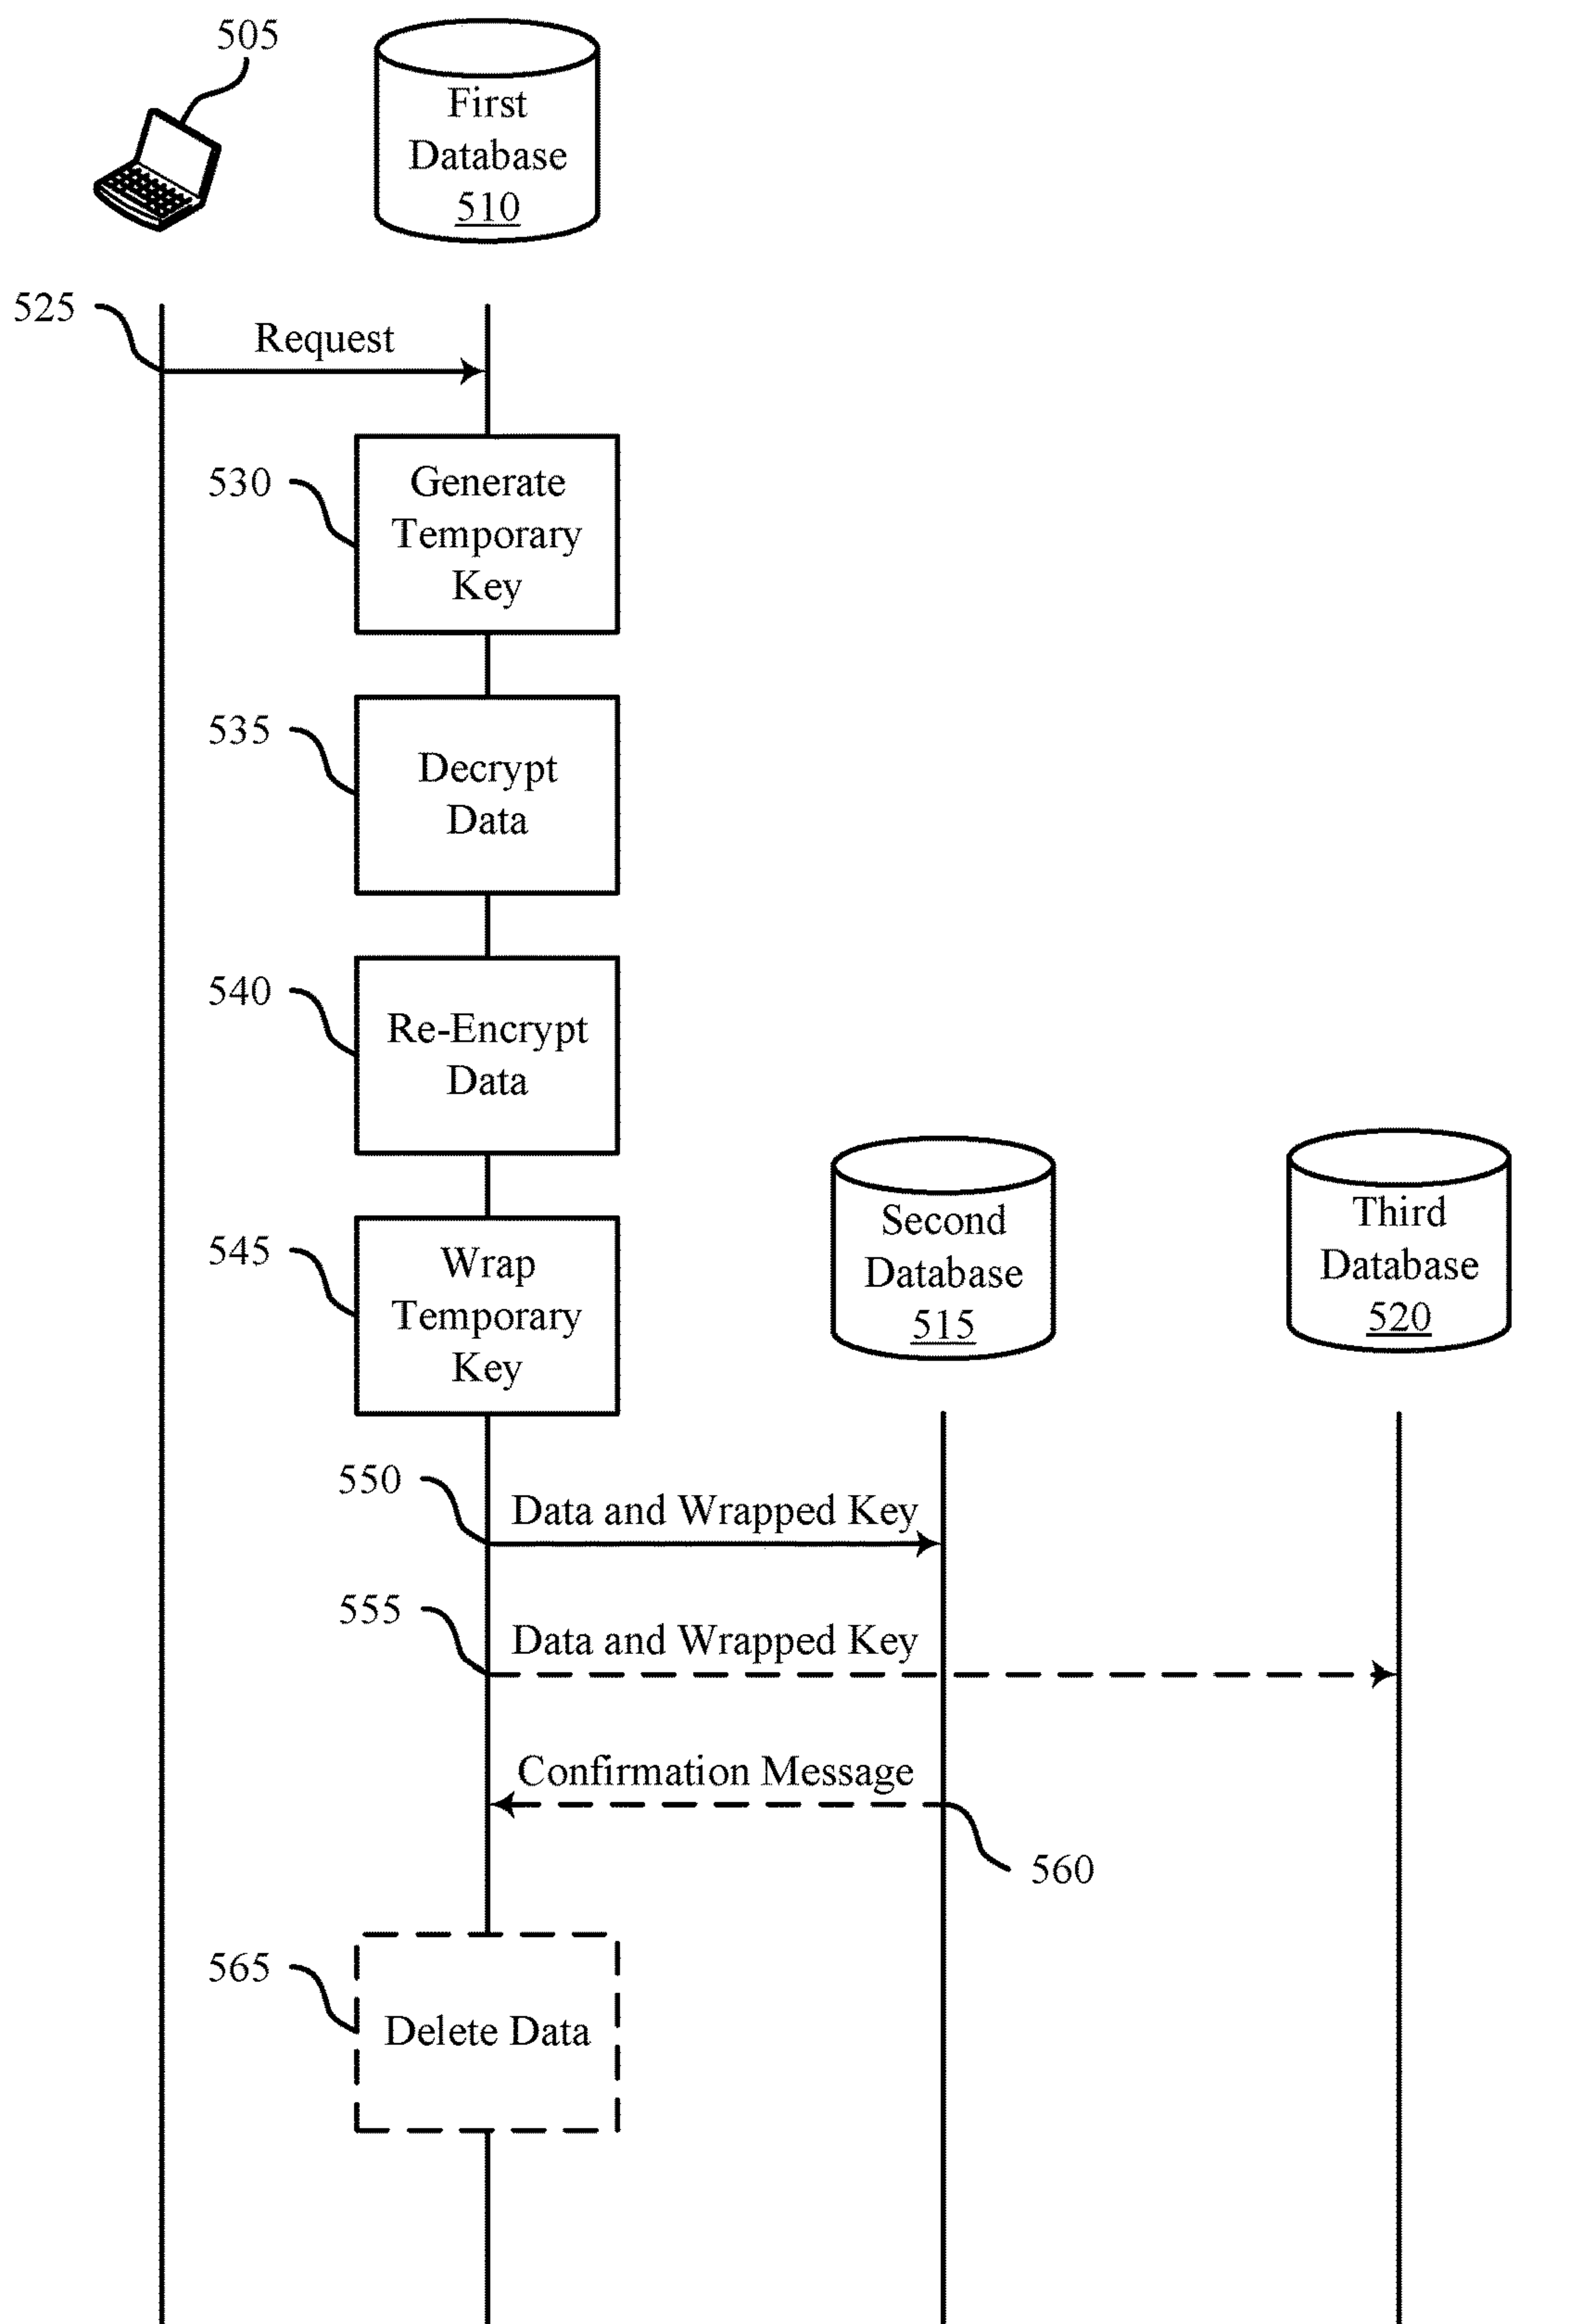 505
First
Database
510
525
Request
530
Generate
Temporary
Key
535
Decrypt
Data
540
Re-Encrypt
Data
545
Wrap
Temporary
Key
Second
Database
515
Third
Database
520
550
Data and Wrapped Key
555
Data and Wrapped Key
Confirmation Message
560
565
Delete Data